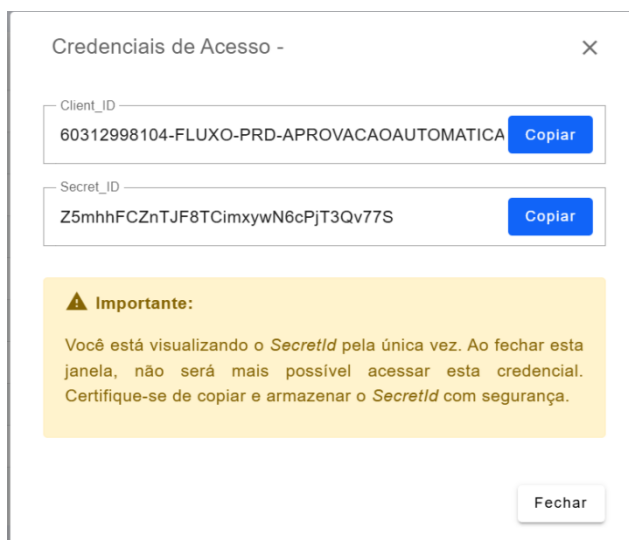 Credenciais de Acesso -
Client_ID
60312998104-FLUXO-PRD-APROVACAOAUTOMATICA
Copiar
Secret_ID
Z5mhhFCZnTJF8TCimxywN6cPjT3Qv77S
Copiar
Importante:
Você está visualizando o SecretId pela única vez. Ao fechar esta
janela, não será mais possível acessar esta credencial.
Certifique-se de copiar e armazenar o SecretId com segurança.
Fechar